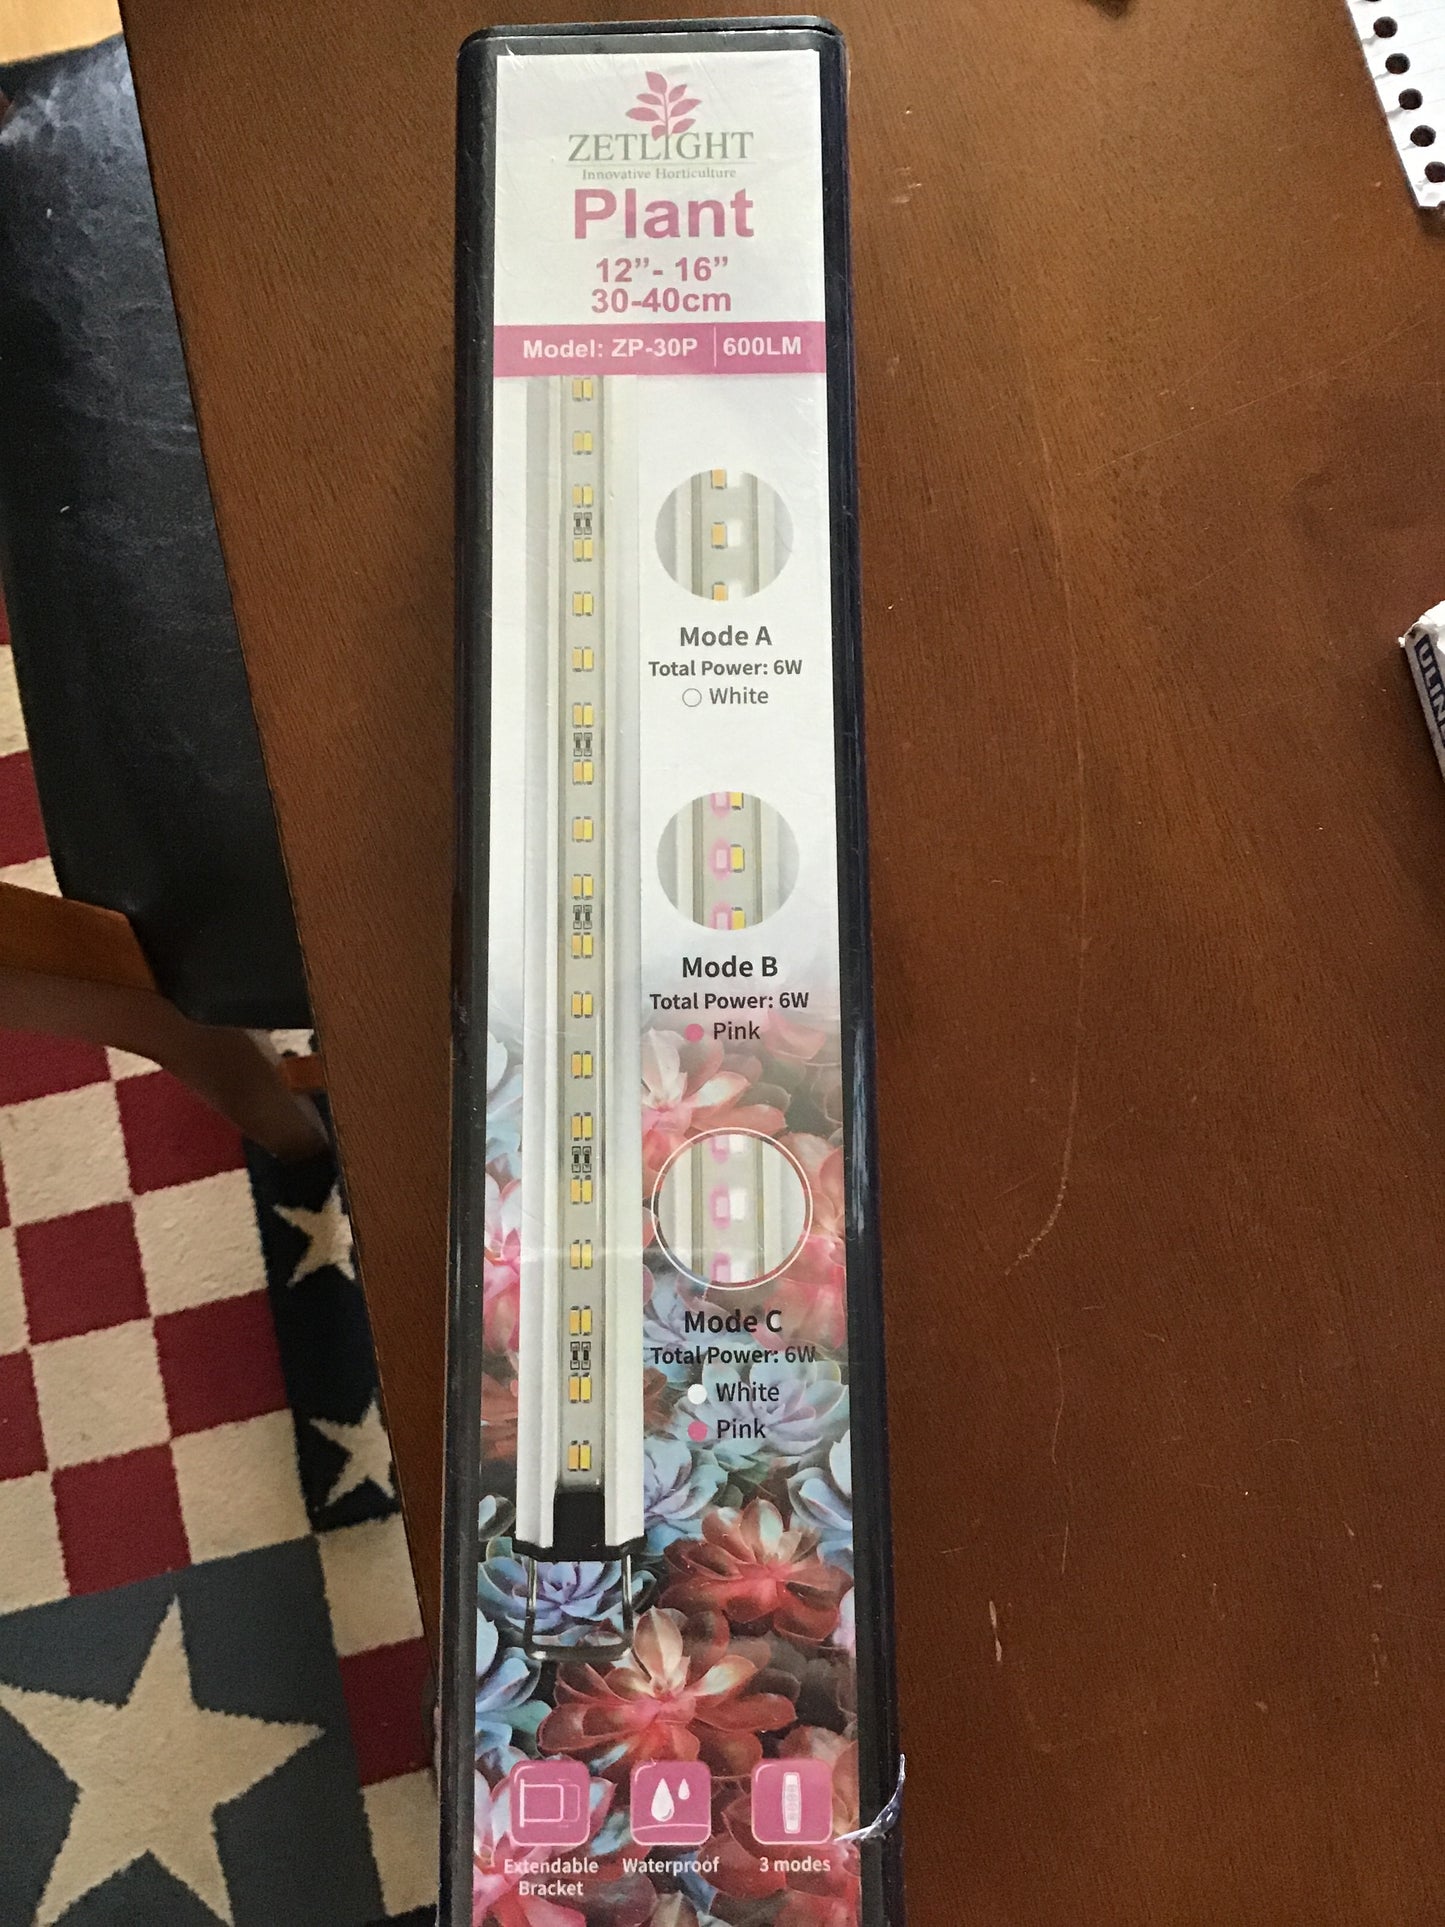 ZETLIGHT
Innovative Horticulture
Plant
12”- 16”
30-40cm
Model: ZP-30P 600LM
Mode A
Total Power: 6W
White
Mode B
Total Power: 6W
Pink
Mode C
Total Power: 6W
White
Pink
Extendable
Bracket
Waterproof
3 modes